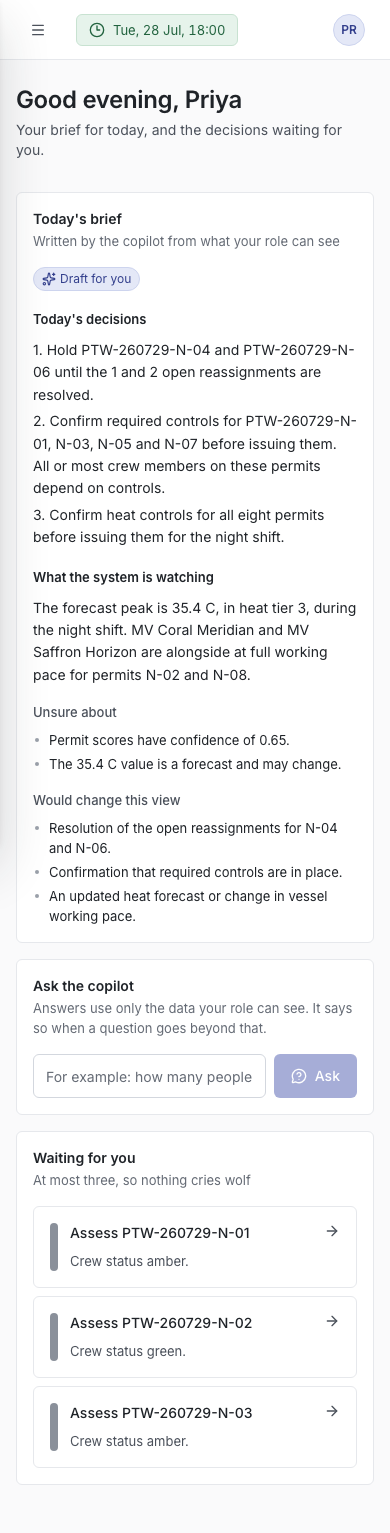 Tue, 28 Jul, 18:00
PR
Good evening, Priya
Your brief for today, and the decisions waiting for
you.
Today's brief
Written by the copilot from what your role can see
Draft for you
Today's decisions
1. Hold PTW-260729-N-04 and PTW-260729-N-
06 until the 1 and 2 open reassignments are
resolved.
2. Confirm required controls for PTW-260729-N-
01, N-03, N-05 and N-07 before issuing them.
All or most crew members on these permits
depend on controls.
3. Confirm heat controls for all eight permits
before issuing them for the night shift.
What the system is watching
The forecast peak is 35.4 C, in heat tier 3, during
the night shift. MV Coral Meridian and MV
Saffron Horizon are alongside at full working
pace for permits N-02 and N-08.
Unsure about
Permit scores have confidence of 0.65.
The 35.4 C value is a forecast and may change.
Would change this view
Resolution of the open reassignments for N-04
and N-06.
Confirmation that required controls are in place.
An updated heat forecast or change in vessel
working pace.
Ask the copilot
Answers use only the data your role can see. It says
so when a question goes beyond that.
For example: how many people
Ask
Waiting for you
At most three, so nothing cries wolf
Assess PTW-260729-N-01
Crew status amber.
Assess PTW-260729-N-02
Crew status green.
Assess PTW-260729-N-03
Crew status amber.